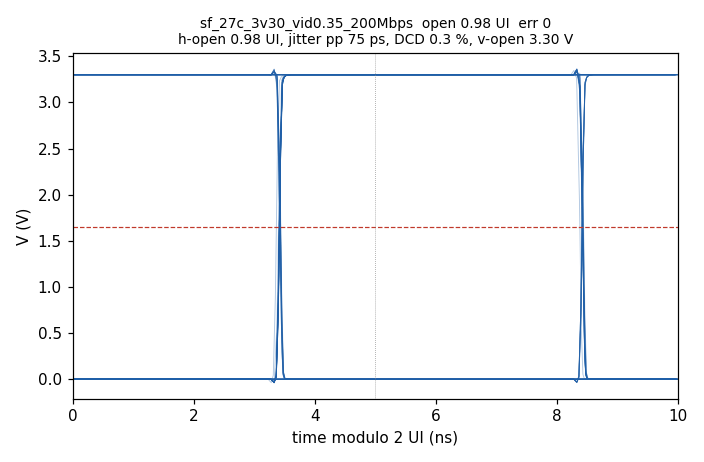 sf_27c_3v30_vid0.35_200Mbps  open 0.98 UI  err 0
h-open 0.98 UI, jitter pp 75 ps, DCD 0.3 %, v-open 3.30 V
3.5
3.0
2.5
2.0
1.5
1.0
0.5
0.0
V (V)
0 2 4 6 8 10
time modulo 2 UI (ns)